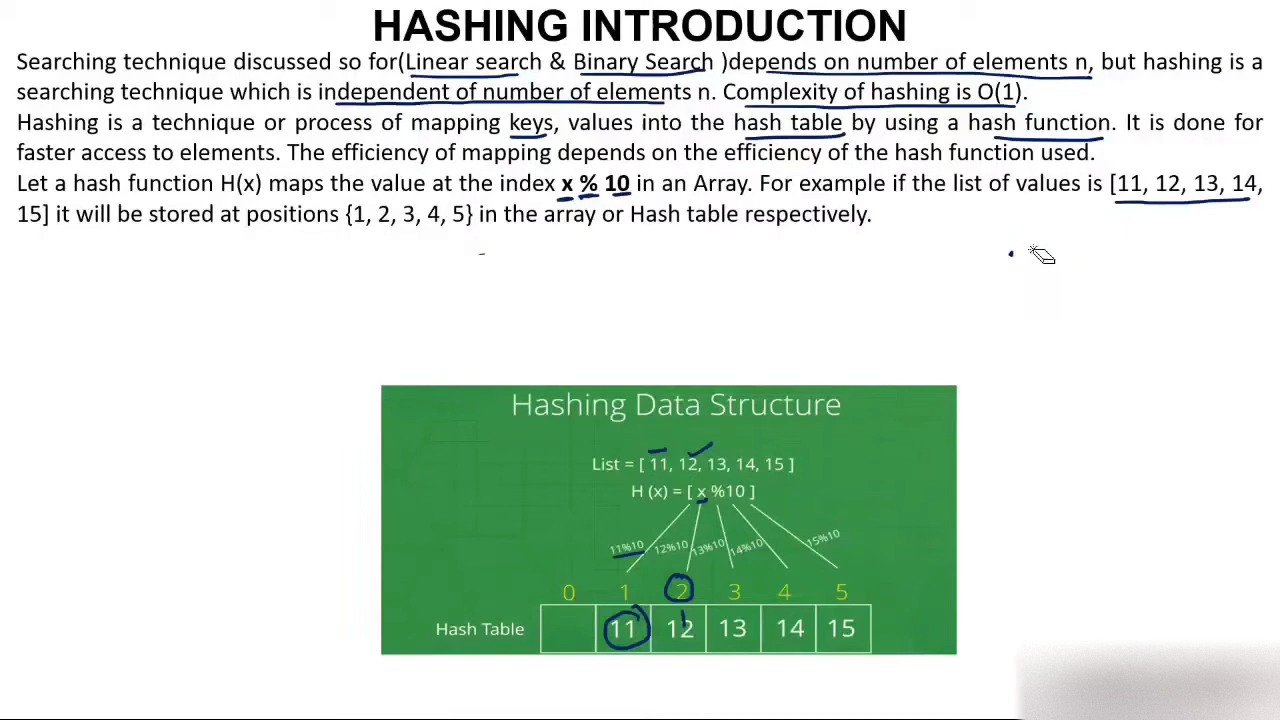 HASHING INTRODUCTION
Searching technique discussed so for(Linear search & Binary Search )depends on number of elements n, but hashing is a
searching technique which is independent of number of elements n. Complexity of hashing is O(1).
Hashing is a technique or process of mapping keys, values into the hash table by using a hash function. It is done for
faster access to elements. The efficiency of mapping depends on the efficiency of the hash function used.
Let a hash function H(x) maps the value at the index x % 10 in an Array. For example if the list of values is [11, 12, 13, 14,
15] it will be stored at positions {1, 2, 3, 4, 5} in the array or Hash table respectively.
Hashing Data Structure
List = [ 11, 12, 13, 14, 15 ]
H (x) = [ x %10 ]
11%10 12%10 13%10 14%10 15%10
0 1 2 3 4 5
Hash Table 11 12 13 14 15